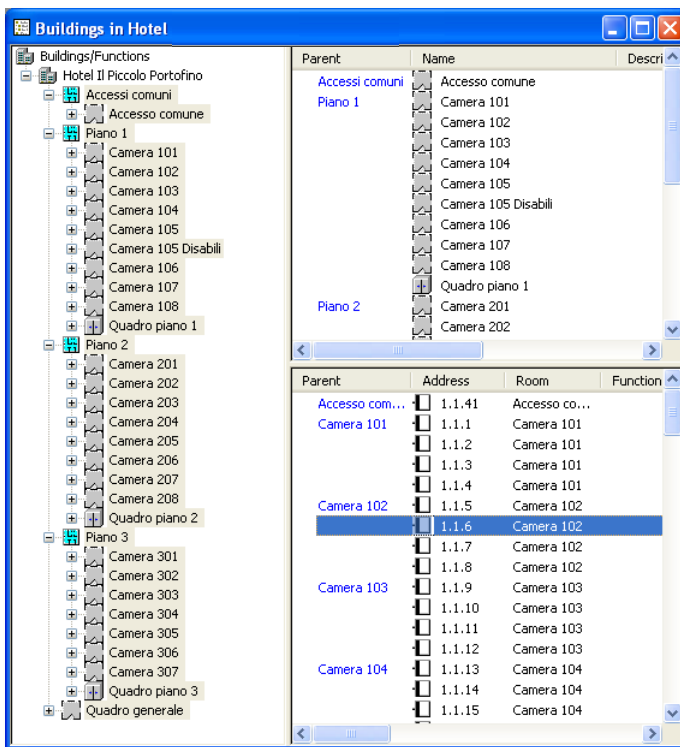 Buildings in Hotel
Buildings/Functions
Hotel Il Piccolo Portofino
Accessi comuni
Accesso comune
Piano 1
Camera 101
Camera 102
Camera 103
Camera 104
Camera 105
Camera 105 Disabili
Camera 106
Camera 107
Camera 108
Quadro piano 1
Piano 2
Camera 201
Camera 202
Camera 203
Camera 204
Camera 205
Camera 206
Camera 207
Camera 208
Quadro piano 2
Piano 3
Camera 301
Camera 302
Camera 303
Camera 304
Camera 305
Camera 306
Camera 307
Quadro piano 3
Quadro generale
Parent Name Descri
Accessi comuni Accesso comune
Piano 1 Camera 101
Camera 102
Camera 103
Camera 104
Camera 105
Camera 105 Disabili
Camera 106
Camera 107
Camera 108
Quadro piano 1
Piano 2 Camera 201
Camera 202
Parent Address Room Function
Accesso com... 1.1.41 Accesso co...
Camera 101 1.1.1 Camera 101
1.1.2 Camera 101
1.1.3 Camera 101
1.1.4 Camera 101
Camera 102 1.1.5 Camera 102
1.1.6 Camera 102
1.1.7 Camera 102
1.1.8 Camera 102
Camera 103 1.1.9 Camera 103
1.1.10 Camera 103
1.1.11 Camera 103
1.1.12 Camera 103
Camera 104 1.1.13 Camera 104
1.1.14 Camera 104
1.1.15 Camera 104